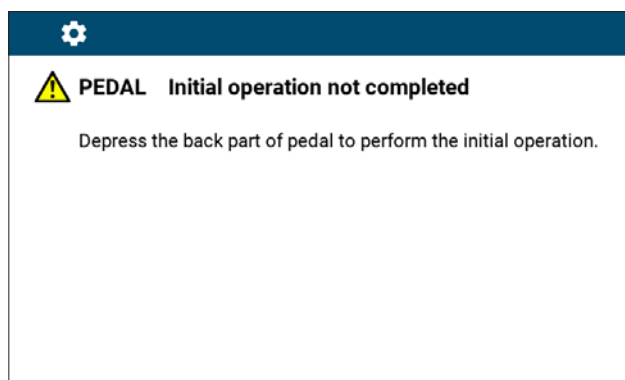 PEDAL Initial operation not completed
Depress the back part of pedal to perform the initial operation.